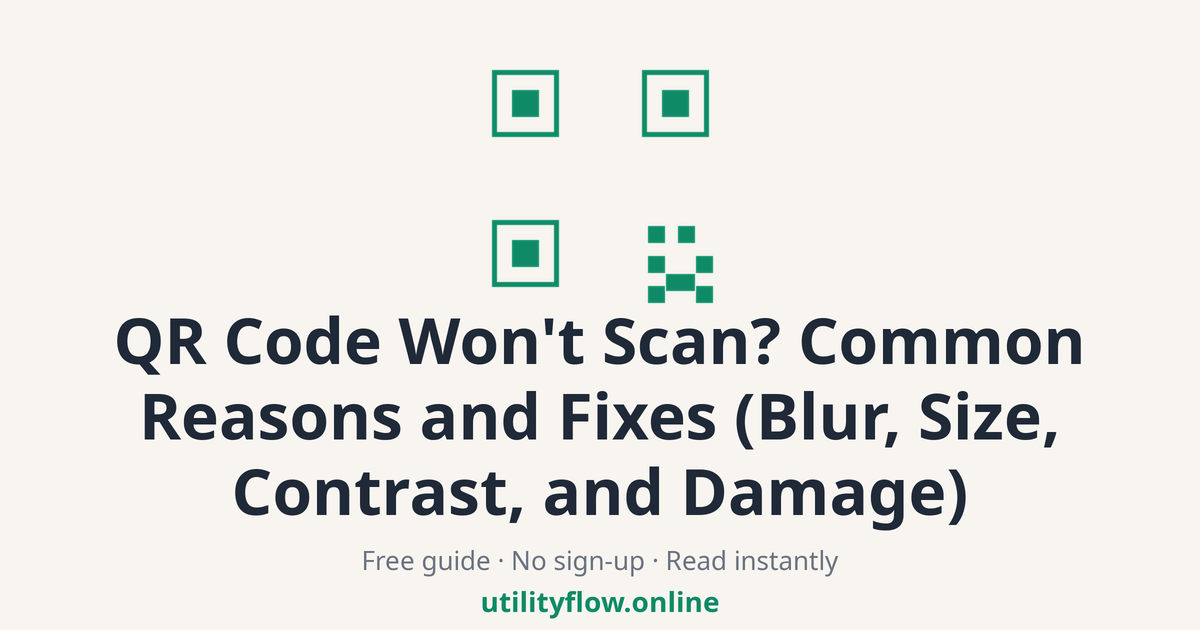 QR Code Won't Scan? Common
Reasons and Fixes (Blur, Size,
Contrast, and Damage)
Free guide · No sign-up · Read instantly
utilityflow.online